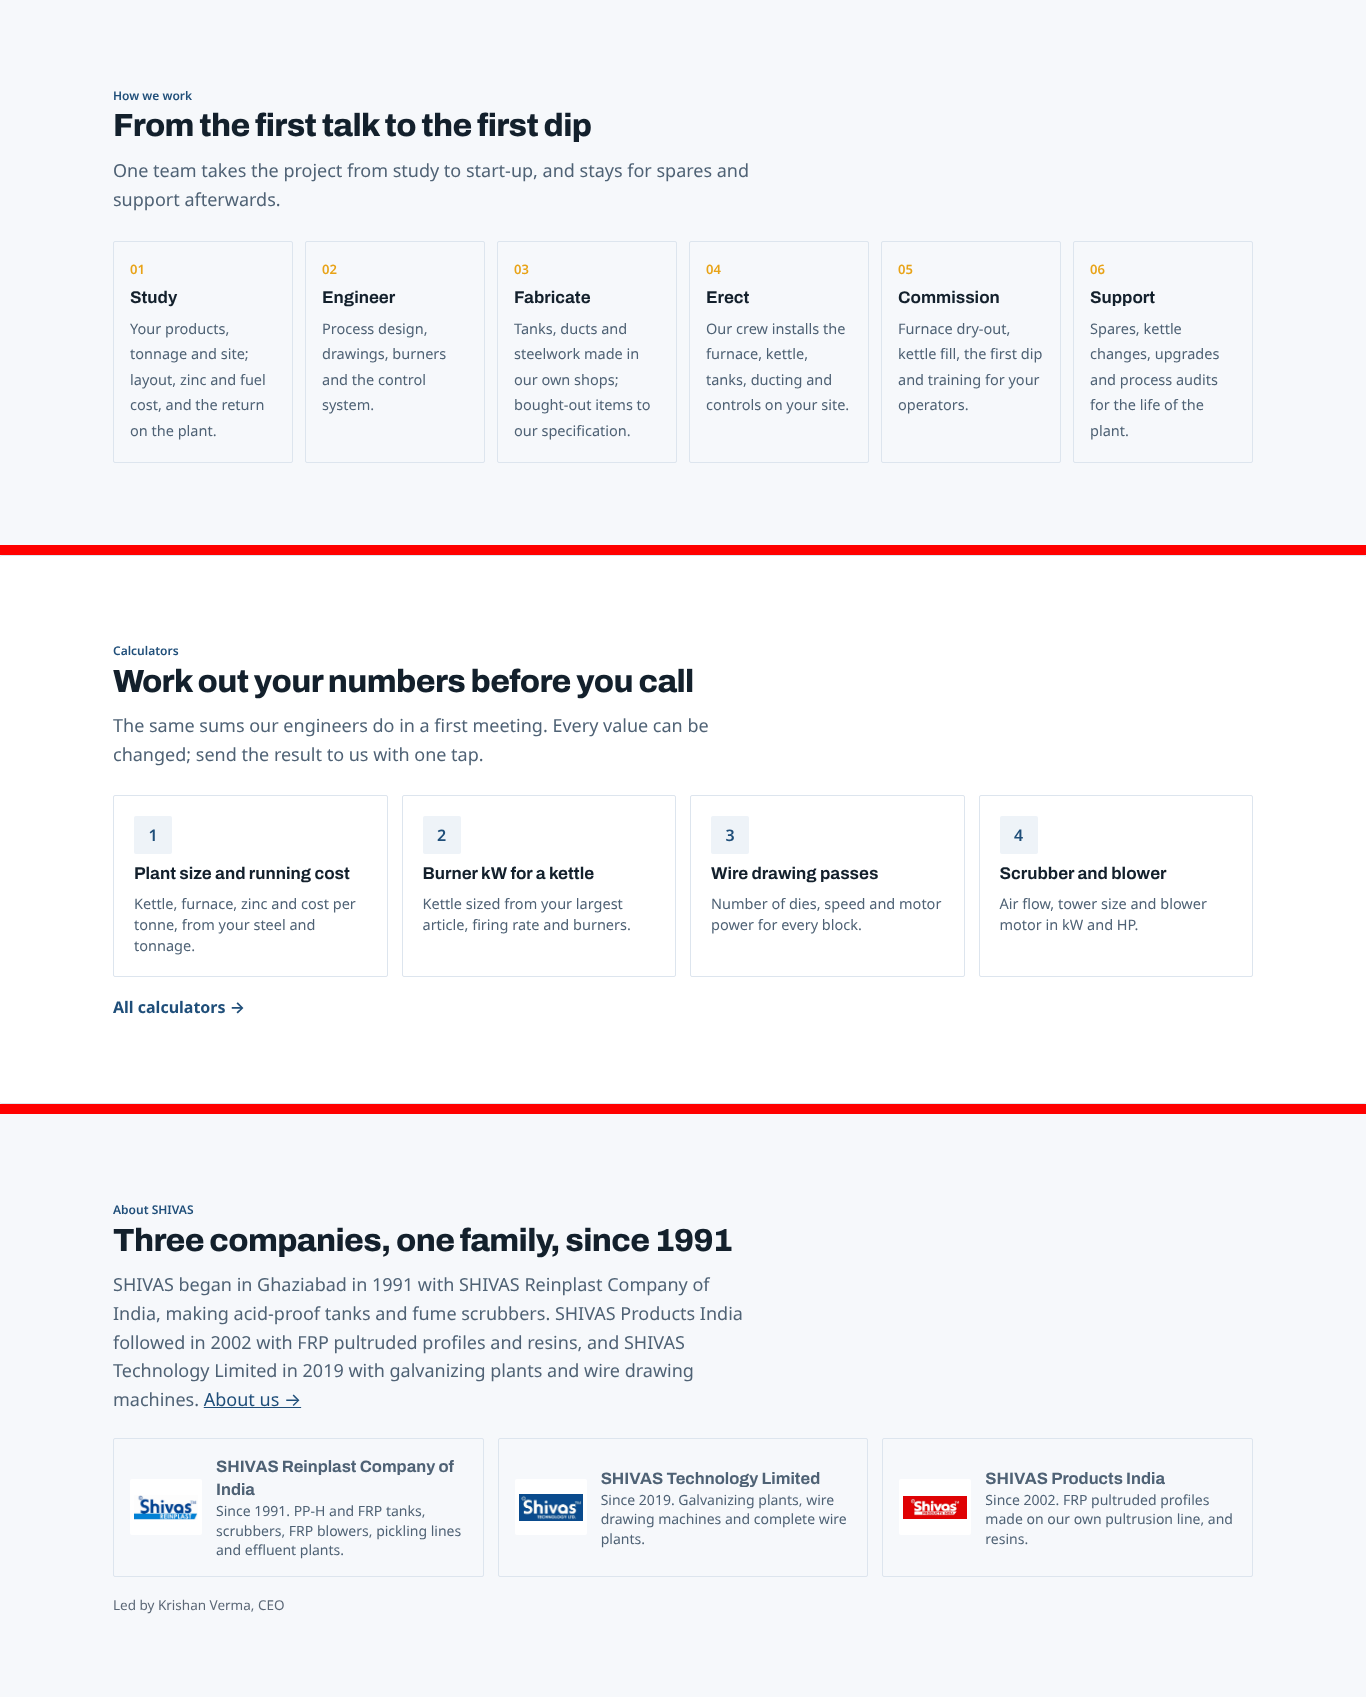 How we work
From the first talk to the first dip
One team takes the project from study to start-up, and stays for spares and
support afterwards.
01
Study
Your products,
tonnage and site;
layout, zinc and fuel
cost, and the return
on the plant.
02
Engineer
Process design,
drawings, burners
and the control
system.
03
Fabricate
Tanks, ducts and
steelwork made in
our own shops;
bought-out items to
our specification.
04
Erect
Our crew installs the
furnace, kettle,
tanks, ducting and
controls on your site.
05
Commission
Furnace dry-out,
kettle fill, the first dip
and training for your
operators.
06
Support
Spares, kettle
changes, upgrades
and process audits
for the life of the
plant.
Calculators
Work out your numbers before you call
The same sums our engineers do in a first meeting. Every value can be
changed; send the result to us with one tap.
1
Plant size and running cost
Kettle, furnace, zinc and cost per
tonne, from your steel and
tonnage.
2
Burner kW for a kettle
Kettle sized from your largest
article, firing rate and burners.
3
Wire drawing passes
Number of dies, speed and motor
power for every block.
4
Scrubber and blower
Air flow, tower size and blower
motor in kW and HP.
All calculators →
About SHIVAS
Three companies, one family, since 1991
SHIVAS began in Ghaziabad in 1991 with SHIVAS Reinplast Company of
India, making acid-proof tanks and fume scrubbers. SHIVAS Products India
followed in 2002 with FRP pultruded profiles and resins, and SHIVAS
Technology Limited in 2019 with galvanizing plants and wire drawing
machines. About us →
Shivas
REINPLAST
SHIVAS Reinplast Company of
India
Since 1991. PP-H and FRP tanks,
scrubbers, FRP blowers, pickling lines
and effluent plants.
Shivas
TECHNOLOGY LTD.
SHIVAS Technology Limited
Since 2019. Galvanizing plants, wire
drawing machines and complete wire
plants.
Shivas
SHIVAS Products India
Since 2002. FRP pultruded profiles
made on our own pultrusion line, and
resins.
Led by Krishan Verma, CEO